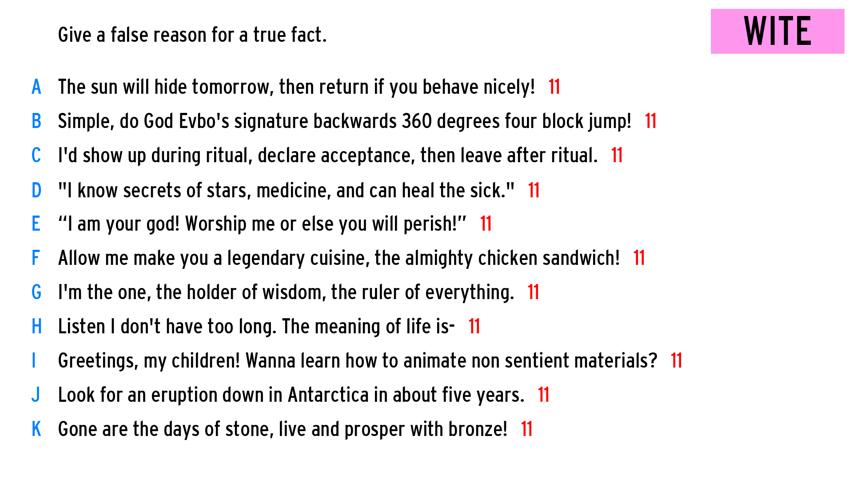 Give a false reason for a true fact.
WITE
A The sun will hide tomorrow, then return if you behave nicely! 11
B Simple, do God Evbo's signature backwards 360 degrees four block jump! 11
C I'd show up during ritual, declare acceptance, then leave after ritual. 11
D "I know secrets of stars, medicine, and can heal the sick." 11
E “I am your god! Worship me or else you will perish!” 11
F Allow me make you a legendary cuisine, the almighty chicken sandwich! 11
G I'm the one, the holder of wisdom, the ruler of everything. 11
H Listen I don't have too long. The meaning of life is- 11
I Greetings, my children! Wanna learn how to animate non sentient materials? 11
J Look for an eruption down in Antarctica in about five years. 11
K Gone are the days of stone, live and prosper with bronze! 11